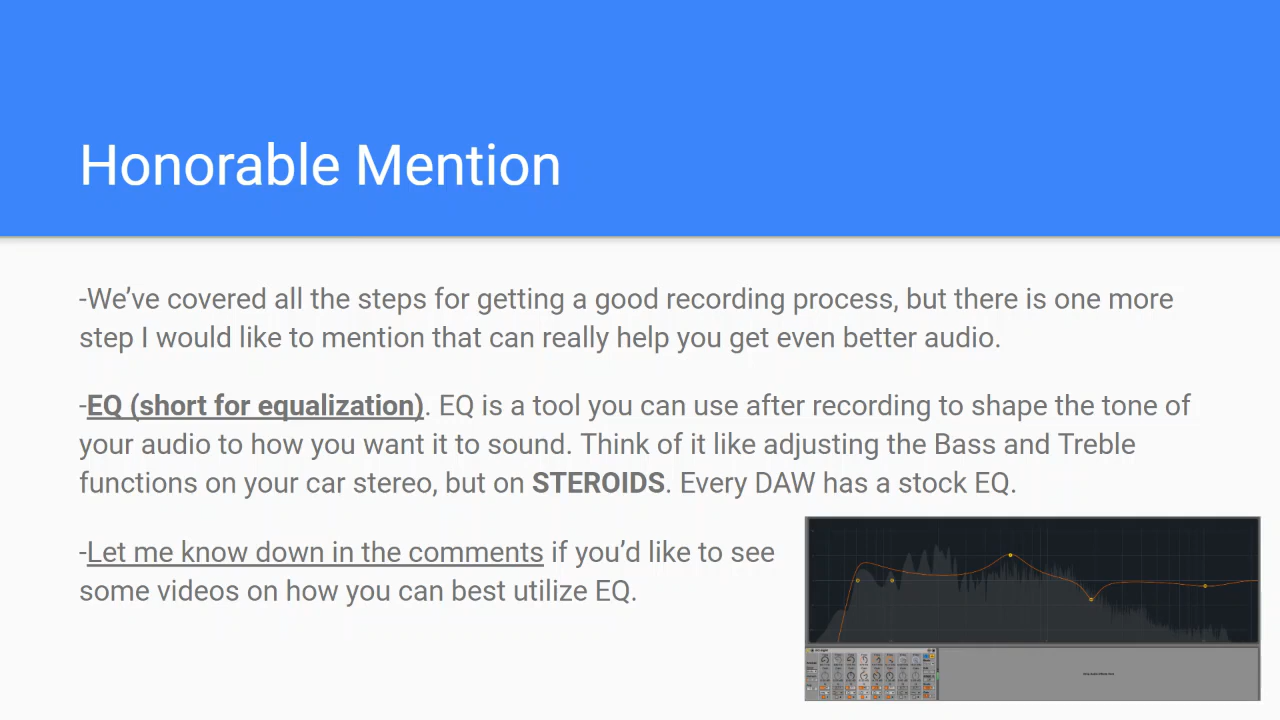 Honorable Mention
-We’ve covered all the steps for getting a good recording process, but there is one more
step I would like to mention that can really help you get even better audio.
-EQ (short for equalization). EQ is a tool you can use after recording to shape the tone of
your audio to how you want it to sound. Think of it like adjusting the Bass and Treble
functions on your car stereo, but on STEROIDS. Every DAW has a stock EQ.
-Let me know down in the comments if you’d like to see
some videos on how you can best utilize EQ.